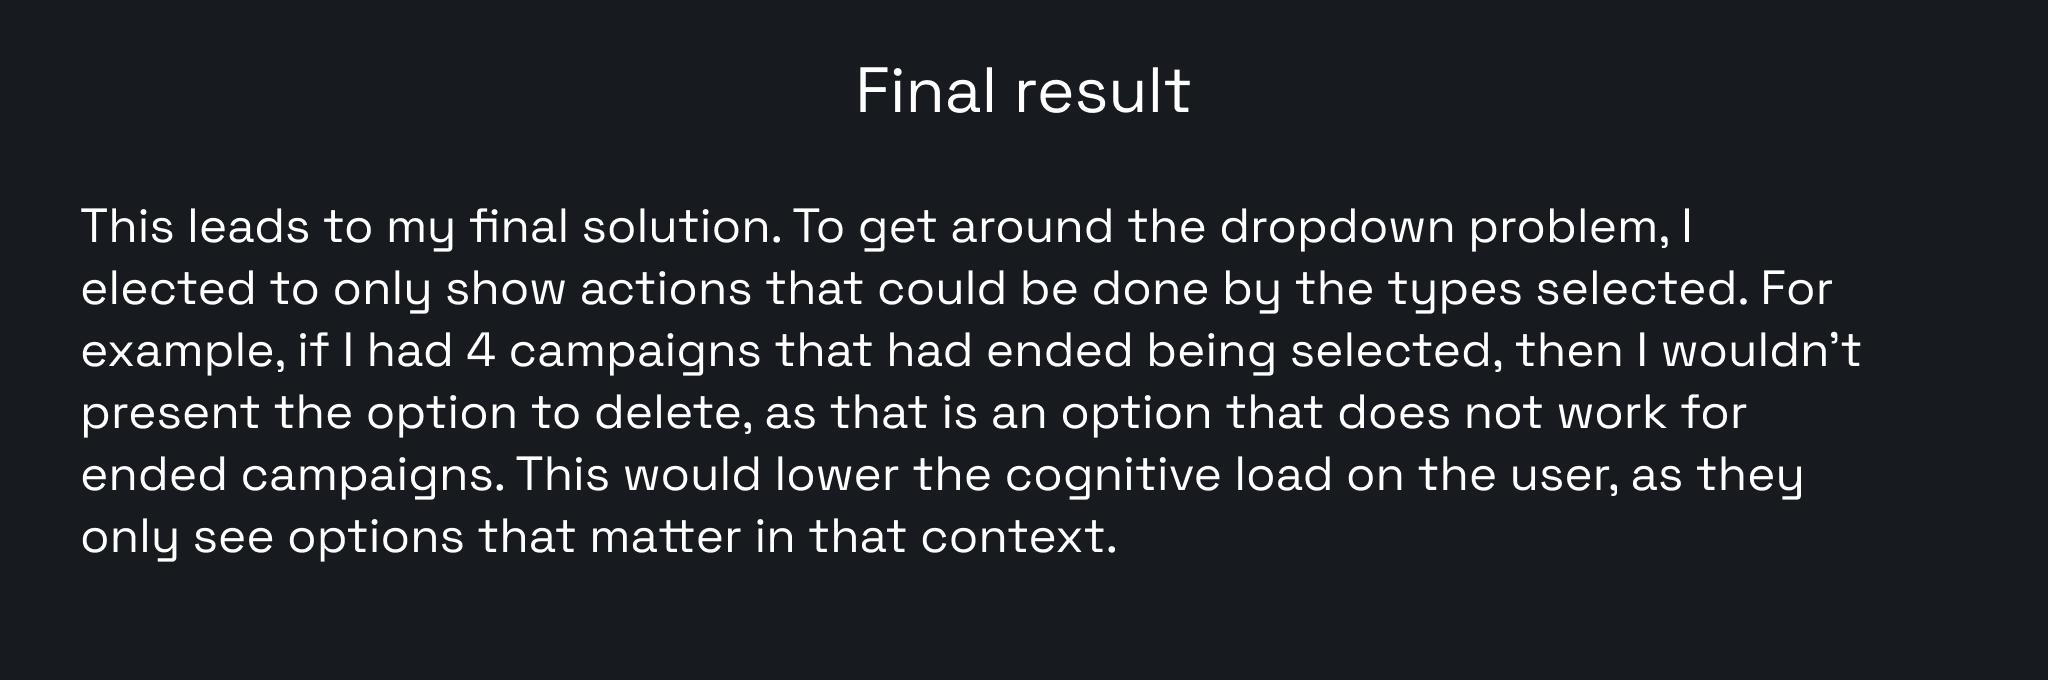 Final result
This leads to my final solution. To get around the dropdown problem, I
elected to only show actions that could be done by the types selected. For
example, if I had 4 campaigns that had ended being selected, then I wouldn’t
present the option to delete, as that is an option that does not work for
ended campaigns. This would lower the cognitive load on the user, as they
only see options that matter in that context.